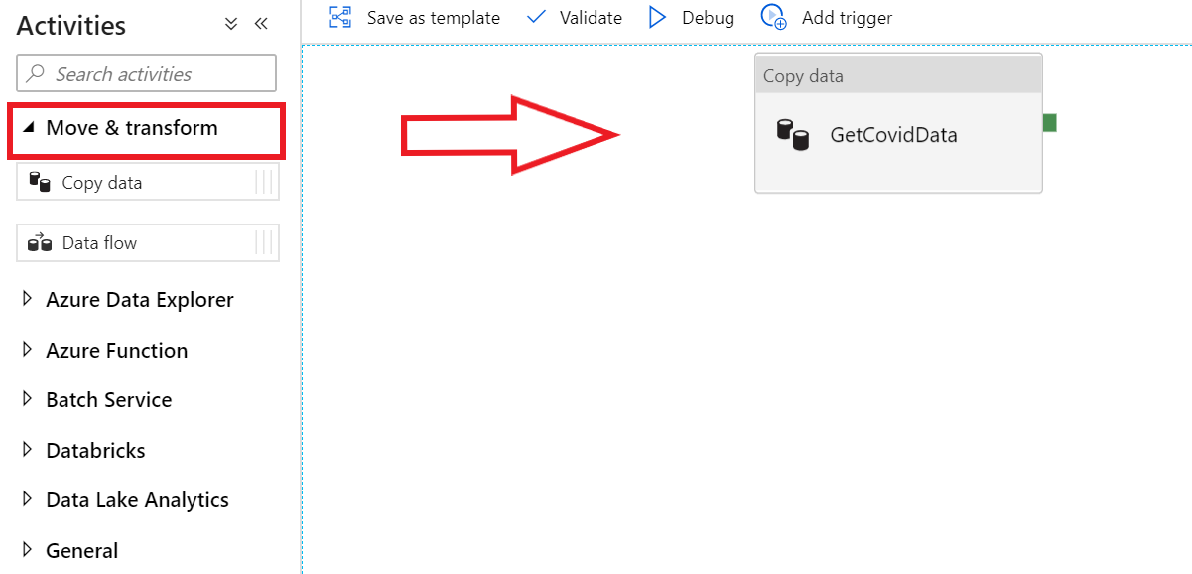 Activities
Search activities
Move & transform
Copy data
Data flow
Azure Data Explorer
Azure Function
Batch Service
Databricks
Data Lake Analytics
General
Save as template Validate Debug Add trigger
Copy data
GetCovidData